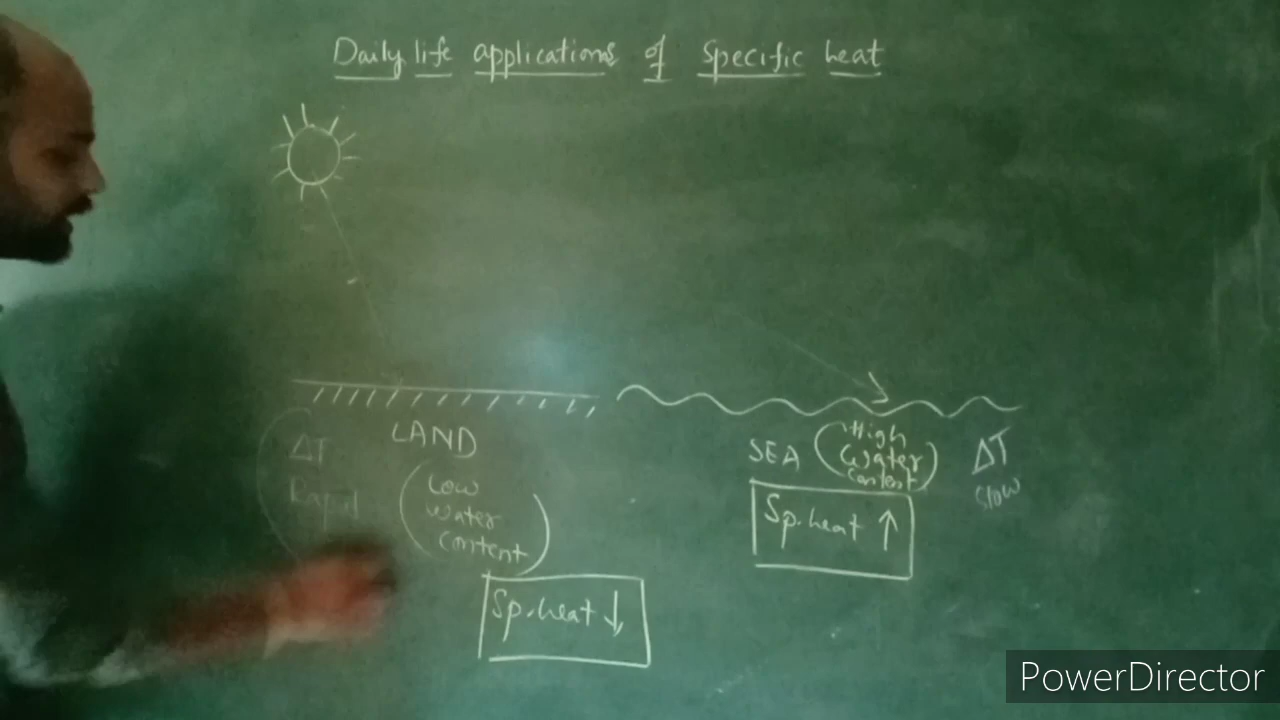 Daily life applications of specific heat
LAND
ΔT
Rapid
(Low
water
content)
Sp. heat ↓
SEA (High
water
content)
ΔT
slow
Sp. heat ↑
PowerDirector